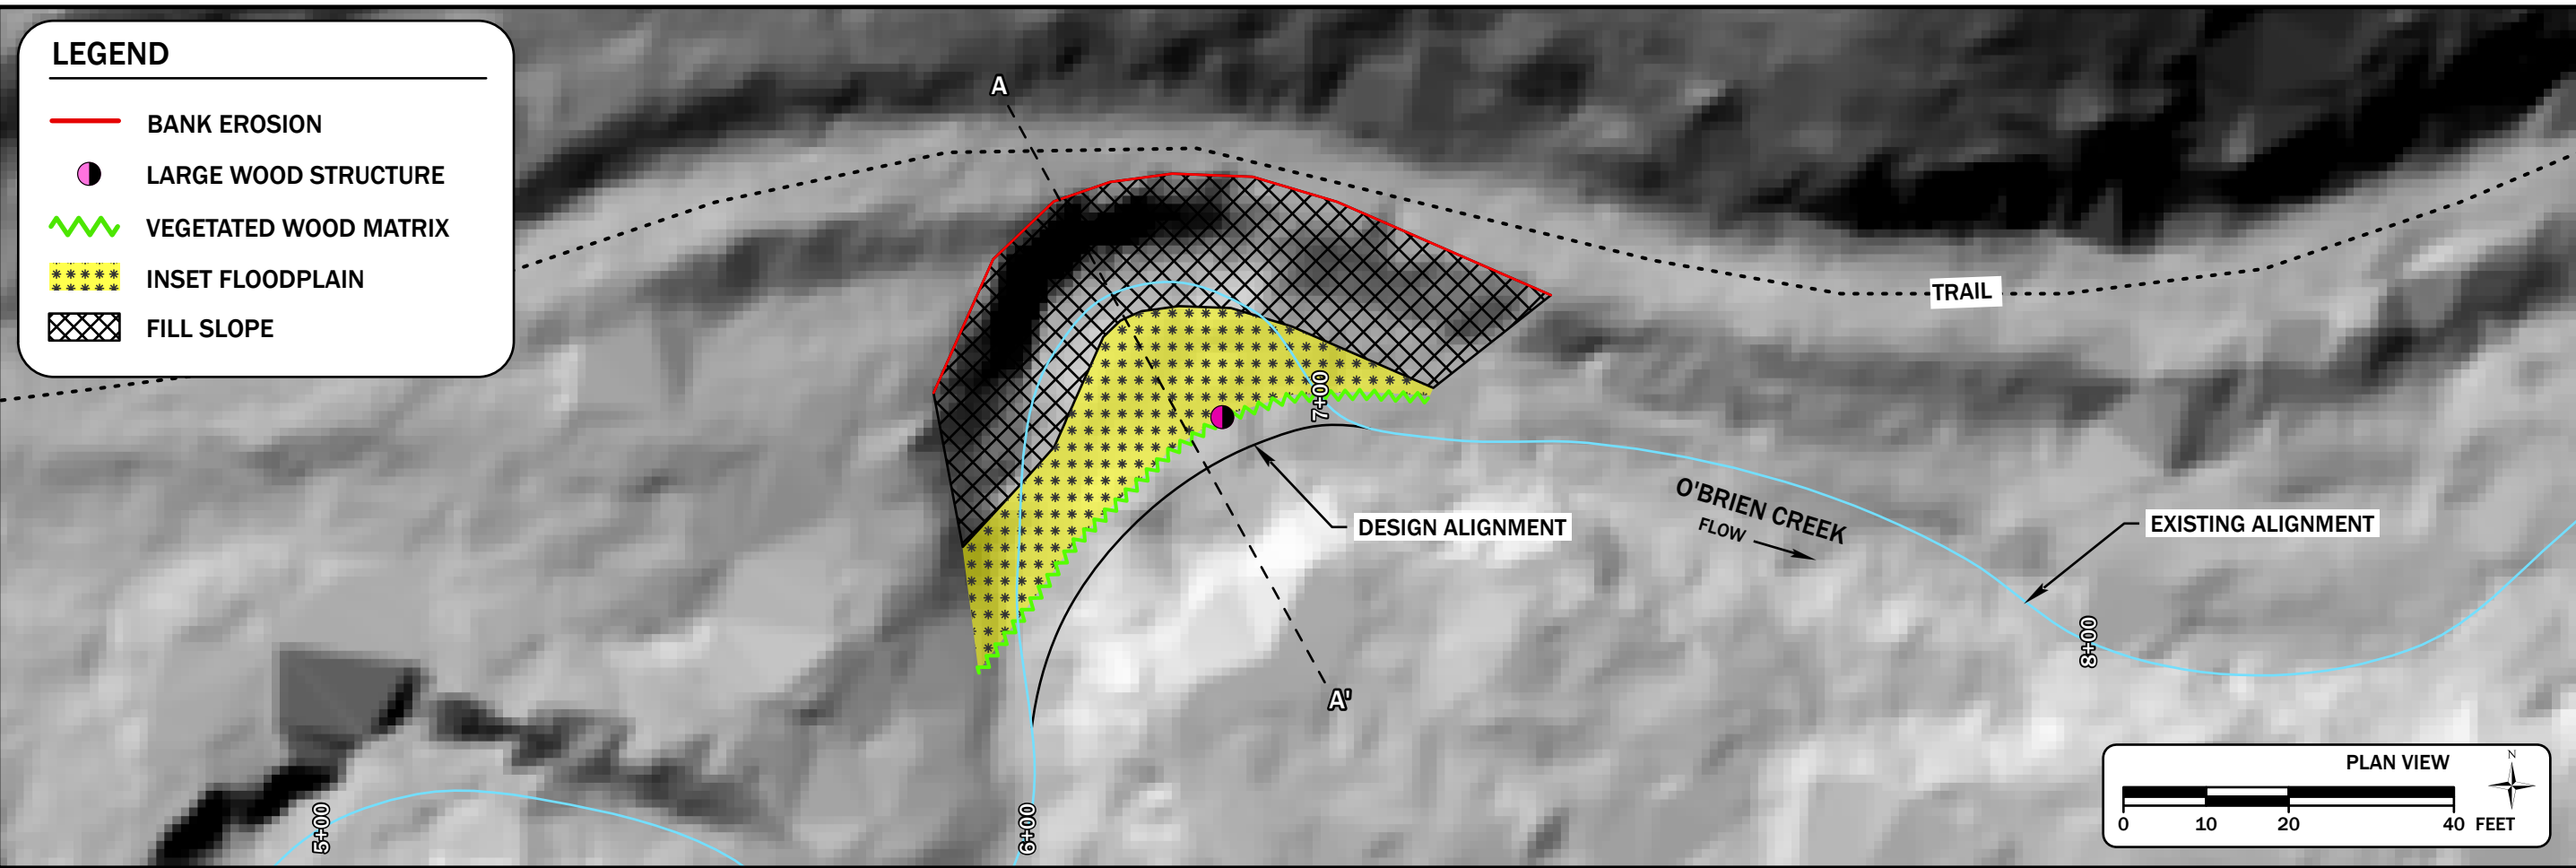 LEGEND
BANK EROSION
LARGE WOOD STRUCTURE
VEGETATED WOOD MATRIX
INSET FLOODPLAIN
FILL SLOPE
A
TRAIL
7+00
DESIGN ALIGNMENT
O'BRIEN CREEK
FLOW
EXISTING ALIGNMENT
A'
8+00
5+00
6+00
PLAN VIEW
N
0 10 20 40 FEET